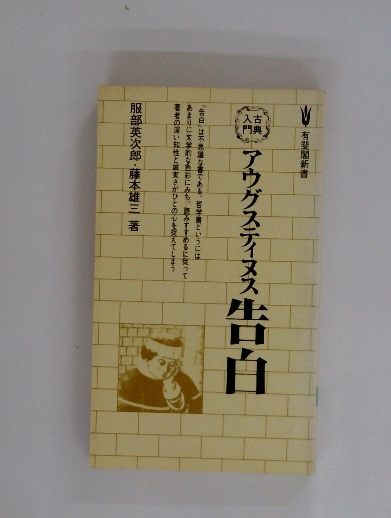 有斐閣新書
古典入門
アウグスティヌス 告白
『告白』は不思議な書である。哲学書というには
あまりに文学的な色彩にみち、読みすすめるに従って
著者の深い知性と誠実さがひとの心を捉えてしまう
服部英次郎・藤本雄三 著